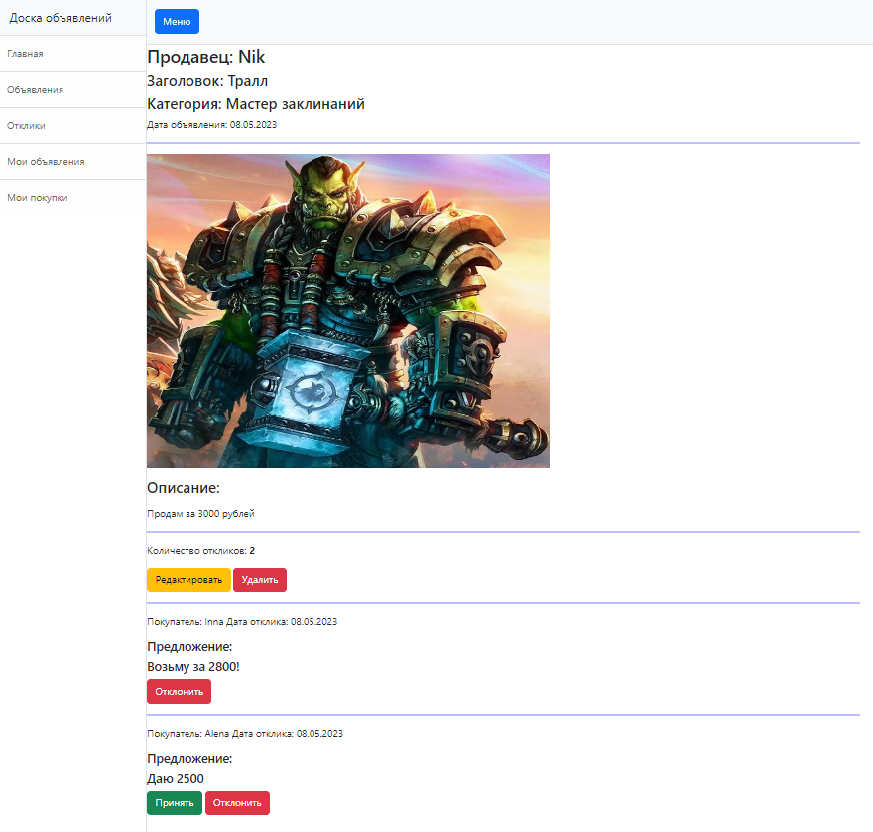 Доска объявлений
Меню
Главная
Объявления
Отклики
Мои объявления
Мои покупки
Продавец: Nik
Заголовок: Тралл
Категория: Мастер заклинаний
Дата объявления: 08.05.2023
Описание:
Продам за 3000 рублей
Количество откликов: 2
Редактировать Удалить
Покупатель: Inna Дата отклика: 08.05.2023
Предложение:
Возьму за 2800!
Отклонить
Покупатель: Alena Дата отклика: 08.05.2023
Предложение:
Даю 2500
Принять Отклонить